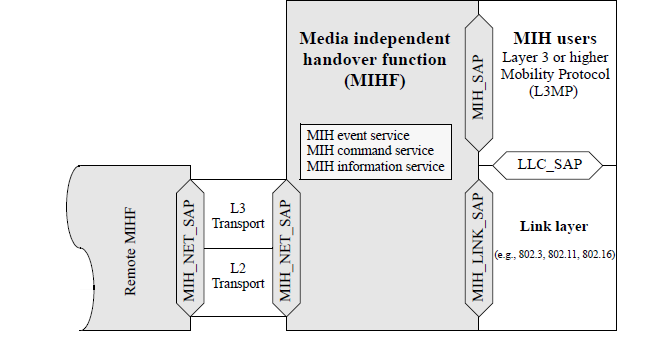 Media independent
handover function
(MIHF)
MIH event service
MIH command service
MIH information service
MIH_SAP
MIH users
Layer 3 or higher
Mobility Protocol
(L3MP)
LLC_SAP
MIH_LINK_SAP
Link layer
(e.g., 802.3, 802.11, 802.16)
Remote MIHF
MIH_NET_SAP
L3
Transport
L2
Transport
MIH_NET_SAP